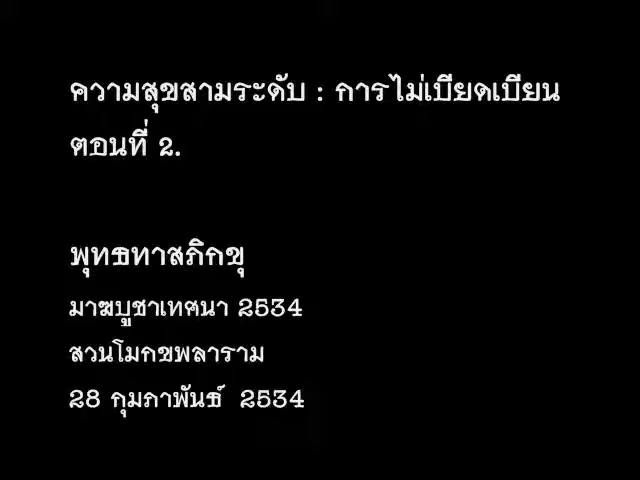 ความสุขสามระดับ : การไม่เบียดเบียน
ตอนที่ 2.
พุทธทาสภิกขุ
มาฆบูชาเทศนา 2534
สวนโมกขพลาราม
28 กุมภาพันธ์ 2534